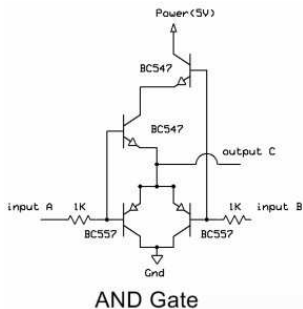 Power(5V)
BC547
BC547
output C
input A
1K
1K
input B
BC557
BC557
Gnd
AND Gate